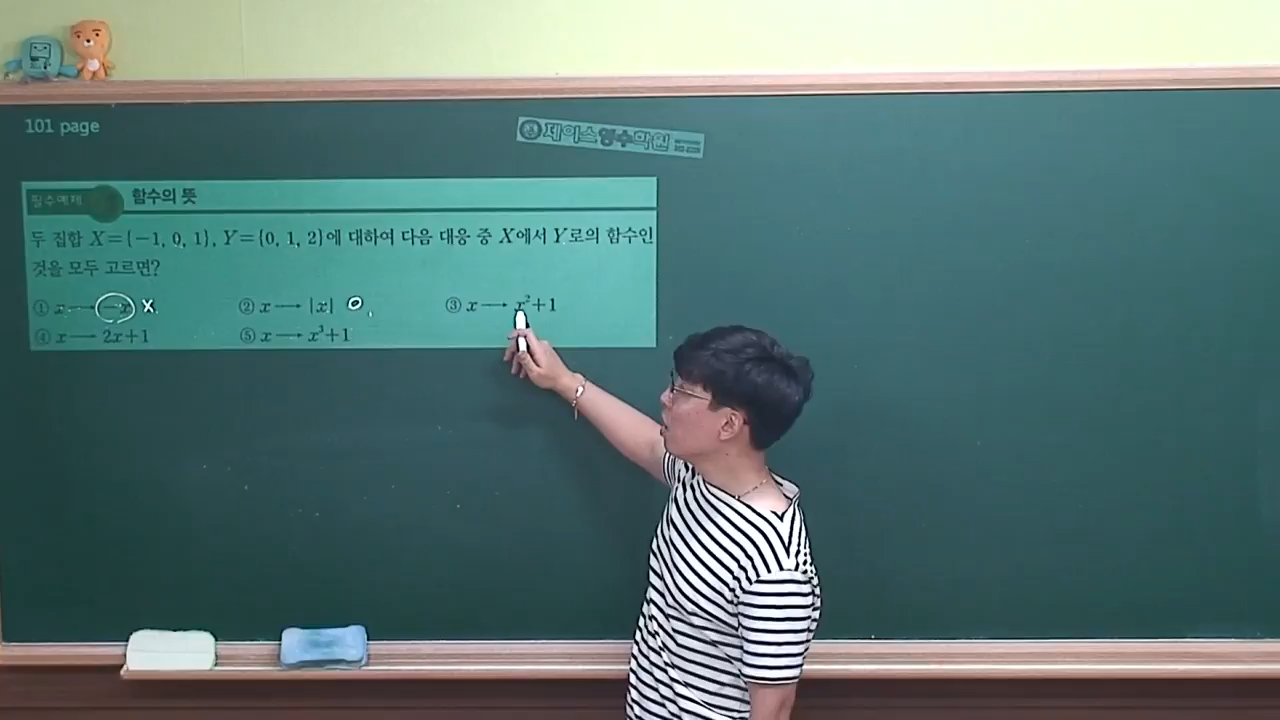 101 page
제이스영수학원
필수예제 함수의 뜻
두 집합 X={-1, 0, 1}, Y={0, 1, 2}에 대하여 다음 대응 중 X에서 Y로의 함수인
것을 모두 고르면?
① x → -x X ② x → |x| O ③ x → x²+1
④ x → 2x+1 ⑤ x → x³+1